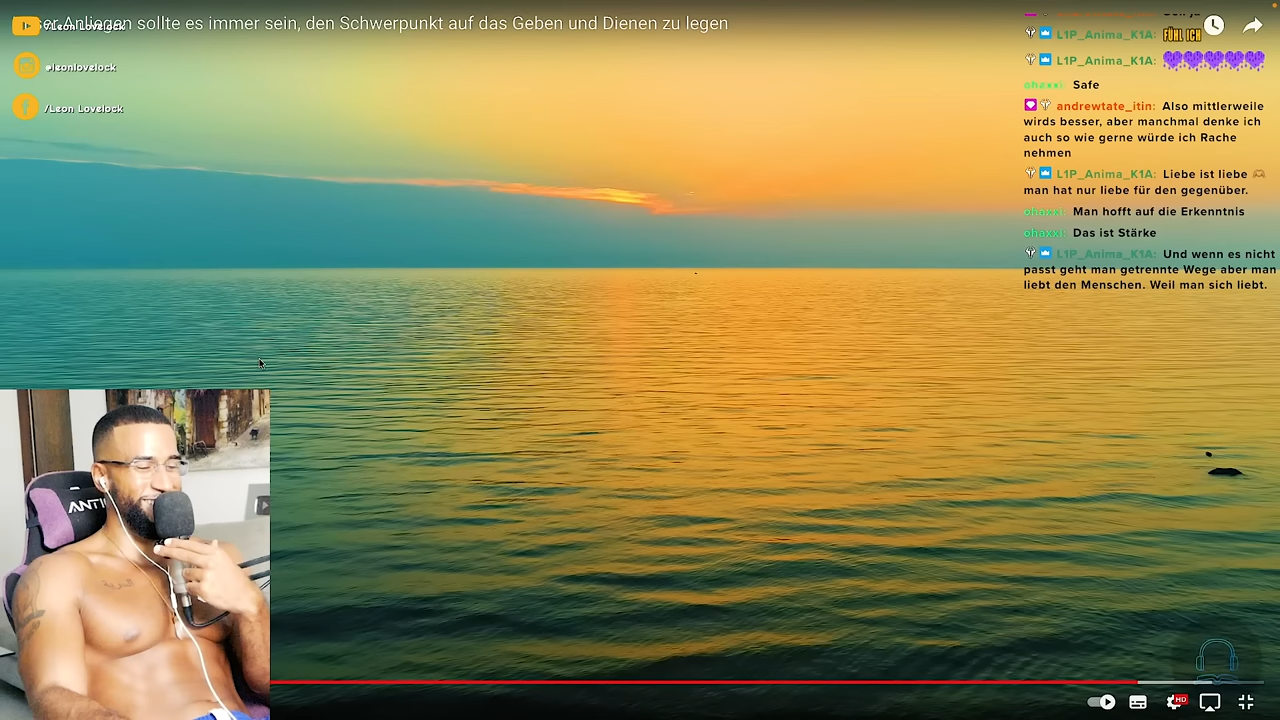 ser Anliegen sollte es immer sein, den Schwerpunkt auf das Geben und Dienen zu legen
/Leon Lovelock
@leonlovelock
/Leon Lovelock
L1P_Anima_K1A: FÜHL ICH
L1P_Anima_K1A: 💜💜💜💜💜
ohaxxi: Safe
andrewtate_itin: Also mittlerweile
wirds besser, aber manchmal denke ich
auch so wie gerne würde ich Rache
nehmen
L1P_Anima_K1A: Liebe ist liebe 🫶
man hat nur liebe für den gegenüber.
ohaxxi: Man hofft auf die Erkenntnis
ohaxxi: Das ist Stärke
L1P_Anima_K1A: Und wenn es nicht
passt geht man getrennte Wege aber man
liebt den Menschen. Weil man sich liebt.
ANTI
HD